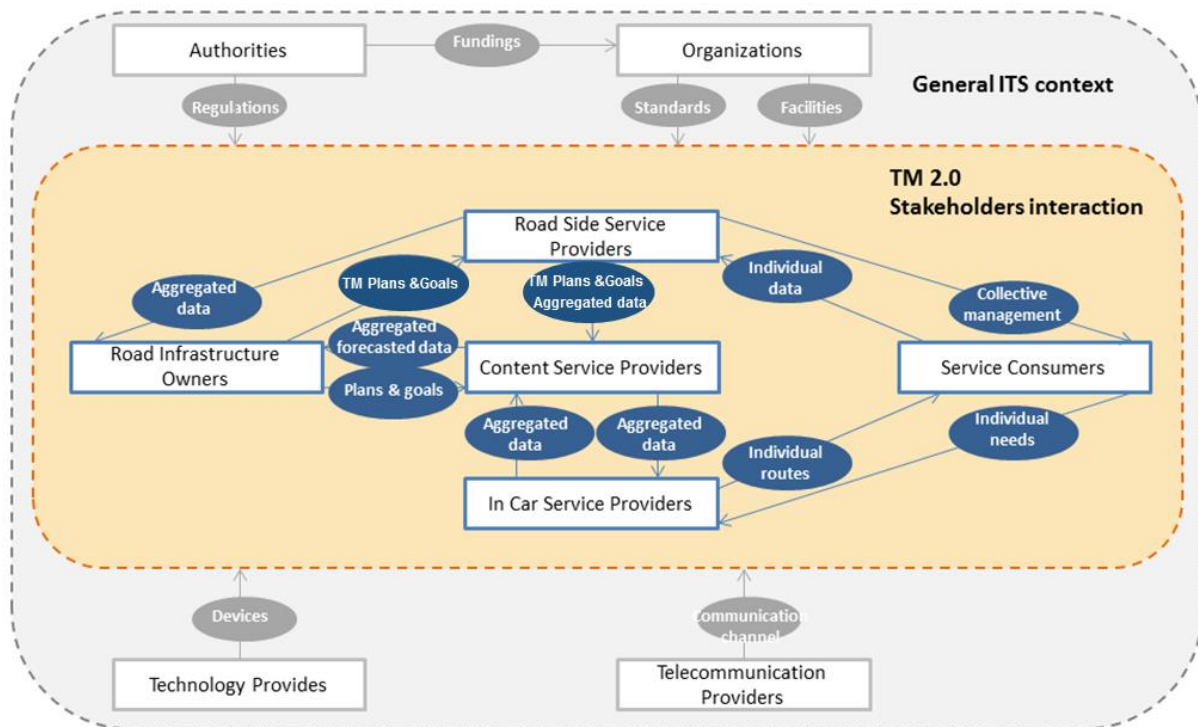 Authorities
Fundings
Organizations
General ITS context
Regulations
Standards
Facilities
TM 2.0
Stakeholders interaction
Road Side Service
Providers
Aggregated
data
TM Plans &Goals
TM Plans &Goals
Aggregated data
Individual
data
Collective
management
Road Infrastructure
Owners
Aggregated
forecasted data
Plans & goals
Content Service Providers
Service Consumers
Aggregated
data
Aggregated
data
Individual
routes
Individual
needs
In Car Service Providers
Devices
Communication
channel
Technology Provides
Telecommunication
Providers